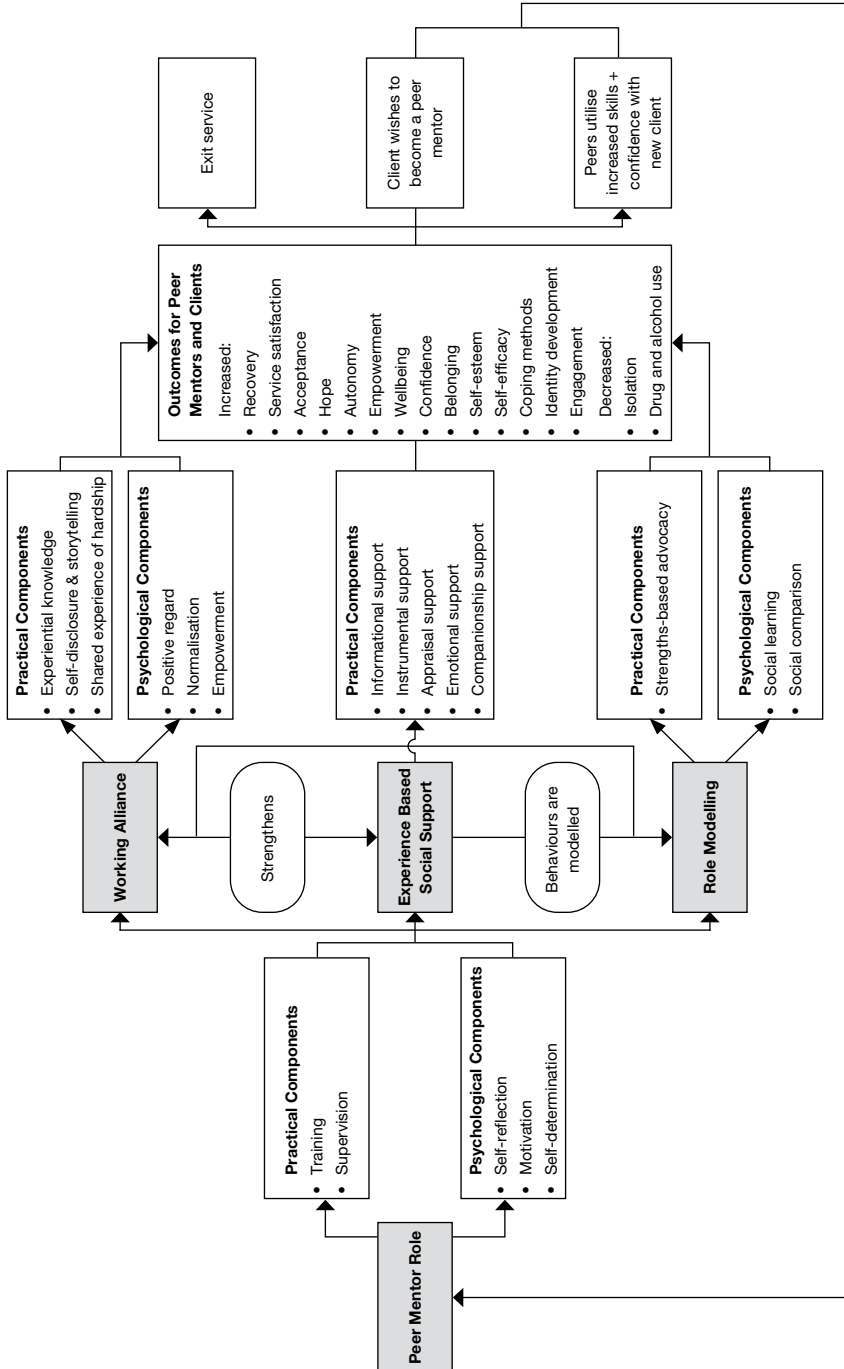 Peer Mentor Role
Practical Components
• Training
• Supervision
Psychological Components
• Self-reflection
• Motivation
• Self-determination
Working Alliance
Strengthens
Experience Based
Social Support
Behaviours are
modelled
Role Modelling
Practical Components
• Experiential knowledge
• Self-disclosure & storytelling
• Shared experience of hardship
Psychological Components
• Positive regard
• Normalisation
• Empowerment
Practical Components
• Informational support
• Instrumental support
• Appraisal support
• Emotional support
• Companionship support
Practical Components
• Strengths-based advocacy
Psychological Components
• Social learning
• Social comparison
Outcomes for Peer
Mentors and Clients
Increased:
• Recovery
• Service satisfaction
• Acceptance
• Hope
• Autonomy
• Empowerment
• Wellbeing
• Confidence
• Belonging
• Self-esteem
• Self-efficacy
• Coping methods
• Identity development
• Engagement
Decreased:
• Isolation
• Drug and alcohol use
Exit service
Client wishes to
become a peer
mentor
Peers utilise
increased skills +
confidence with
new client